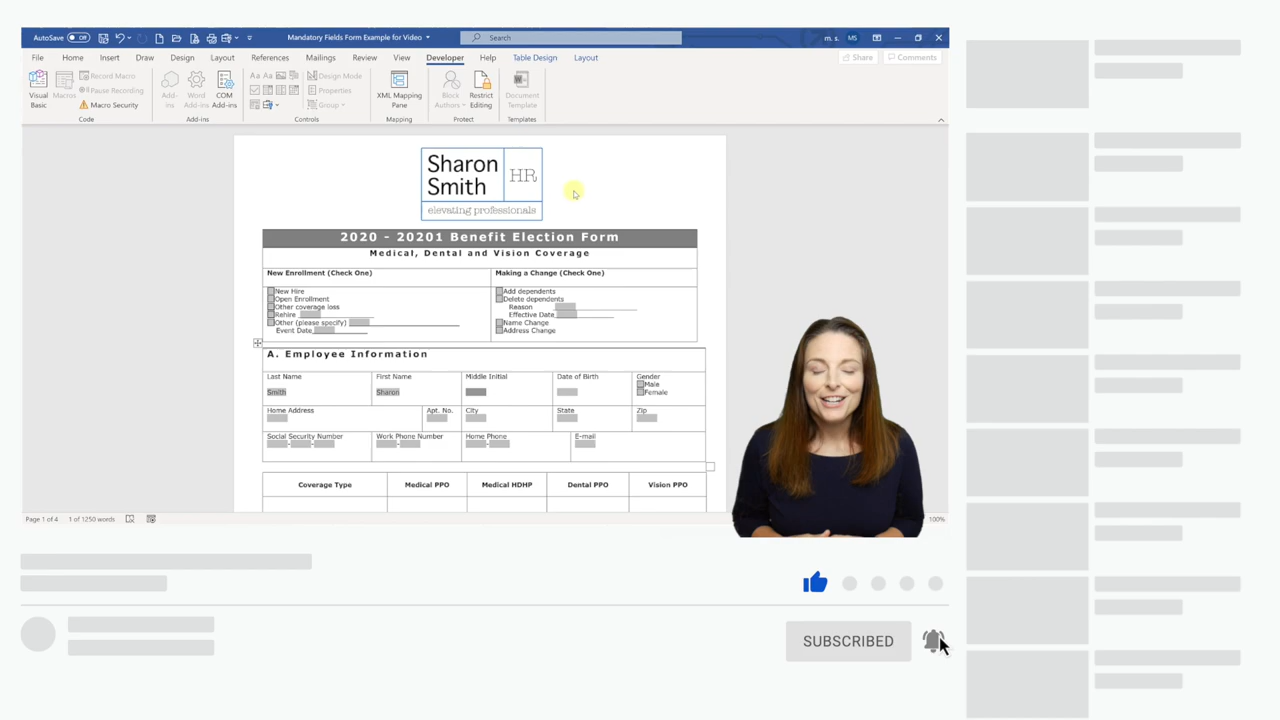 AutoSave Off Mandatory Fields Form Example for Video Search m. s. MS
File Home Insert Draw Design Layout References Mailings Review View Developer Help Table Design Layout Share Comments
Visual Basic
Macros
Record Macro
Pause Recording
Macro Security
Add-ins
Word Add-ins
COM Add-ins
Aa Aa
Design Mode
Properties
Group
XML Mapping Pane
Block Authors
Restrict Editing
Document Template
Code Add-ins Controls Mapping Protect Templates
Sharon
Smith
HR
elevating professionals
2020 - 20201 Benefit Election Form
Medical, Dental and Vision Coverage
New Enrollment (Check One) Making a Change (Check One)
New Hire Add dependents
Open Enrollment Delete dependents
Other coverage loss Reason
Rehire Effective Date
Other (please specify) Name Change
Event Date Address Change
A. Employee Information
Last Name First Name Middle Initial Date of Birth Gender
Male
Smith Sharon Female
Home Address Apt. No. City State Zip
Social Security Number Work Phone Number Home Phone E-mail
Coverage Type Medical PPO Medical HDHP Dental PPO Vision PPO
Page 1 of 4 1 of 1250 words 100%
SUBSCRIBED